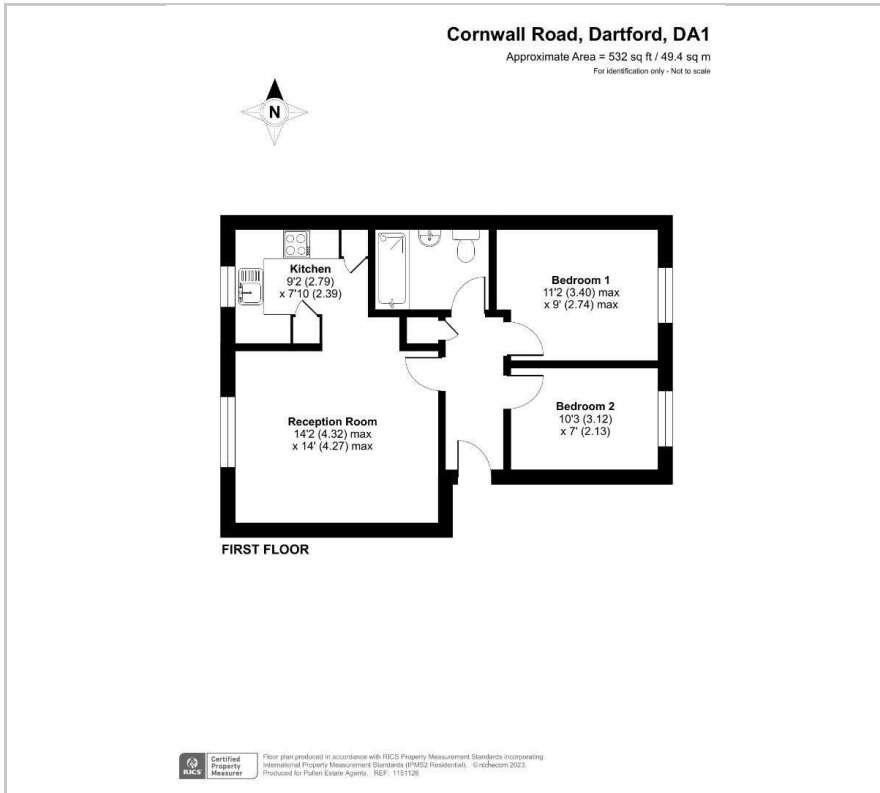 Cornwall Road, Dartford, DA1
Approximate Area = 532 sq ft / 49.4 sq m
For identification only - Not to scale
N
Kitchen
9'2 (2.79)
x 7'10 (2.39)
Bedroom 1
11'2 (3.40) max
x 9' (2.74) max
Reception Room
14'2 (4.32) max
x 14' (4.27) max
Bedroom 2
10'3 (3.12)
x 7' (2.13)
FIRST FLOOR
RICS
Certified
Property
Measurer
Floor plan produced in accordance with RICS Property Measurement Standards incorporating
International Property Measurement Standards (IPMS2 Residential). © nichecom 2023.
Produced for Pollen Estate Agents. REF: 1151126